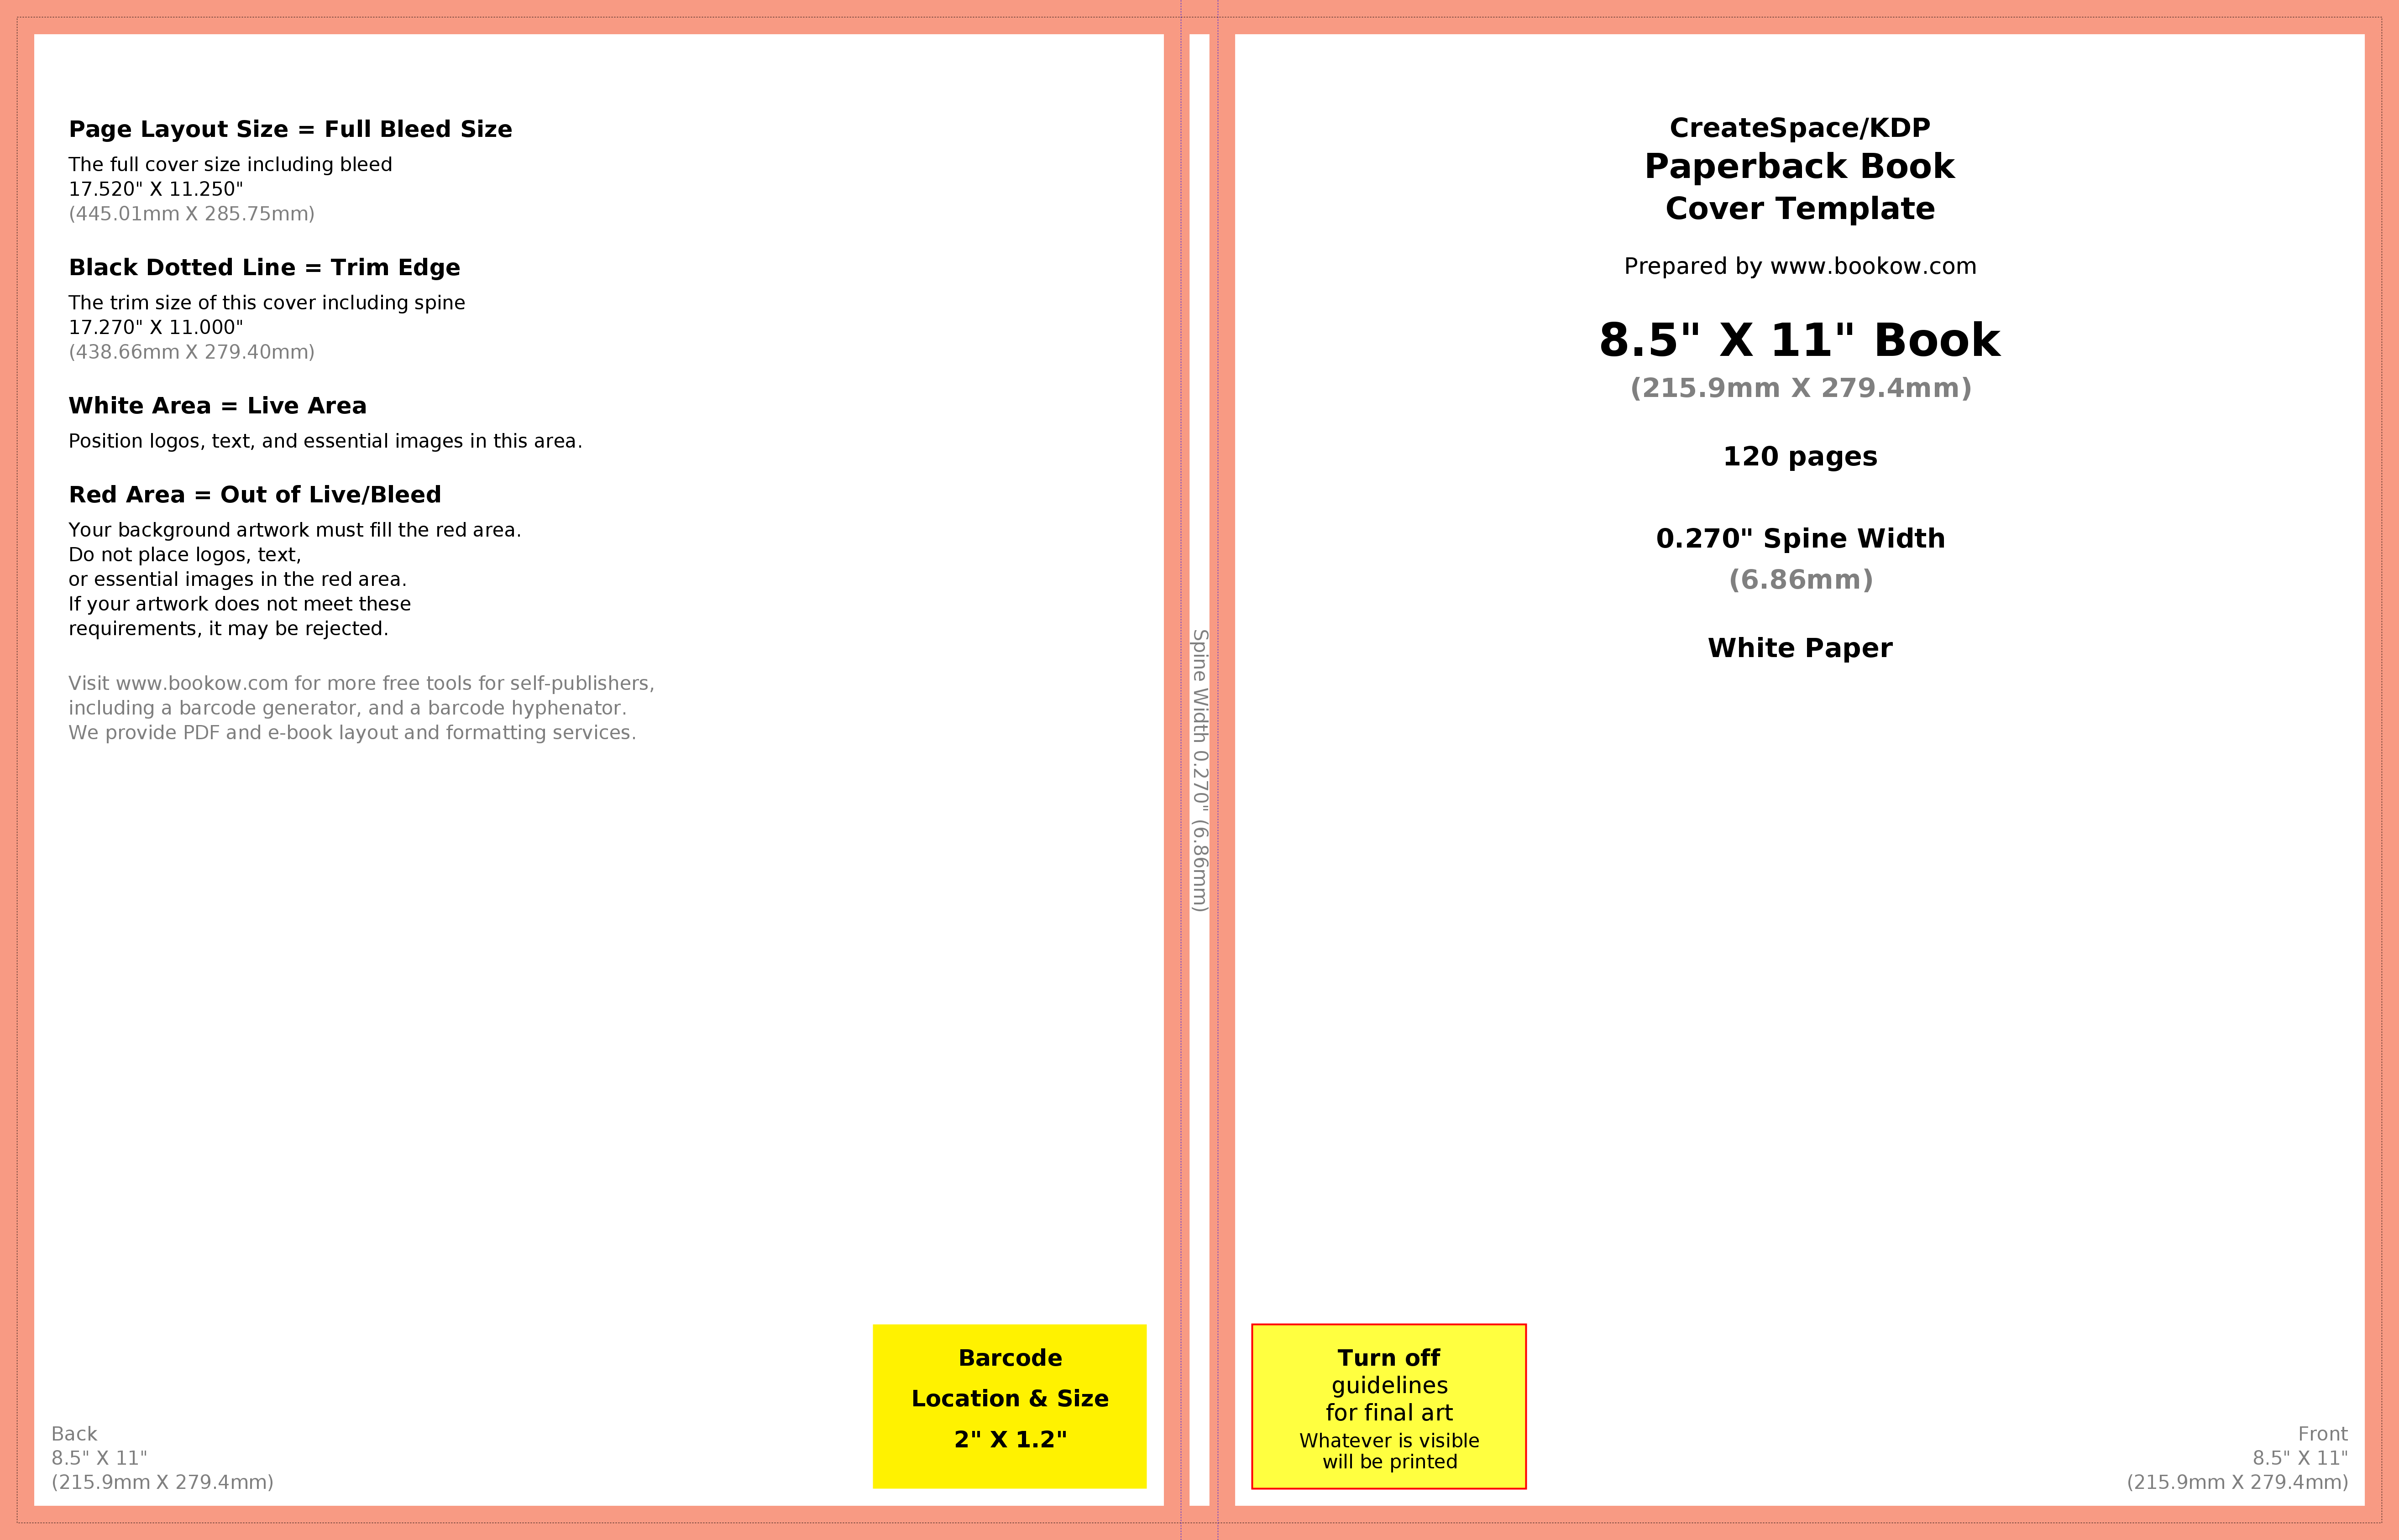 Page Layout Size = Full Bleed Size
The full cover size including bleed
17.520" X 11.250"
(445.01mm X 285.75mm)
Black Dotted Line = Trim Edge
The trim size of this cover including spine
17.270" X 11.000"
(438.66mm X 279.40mm)
White Area = Live Area
Position logos, text, and essential images in this area.
Red Area = Out of Live/Bleed
Your background artwork must fill the red area.
Do not place logos, text,
or essential images in the red area.
If your artwork does not meet these
requirements, it may be rejected.
Visit www.bookow.com for more free tools for self-publishers,
including a barcode generator, and a barcode hyphenator.
We provide PDF and e-book layout and formatting services.
Barcode
Location & Size
2" X 1.2"
Back
8.5" X 11"
(215.9mm X 279.4mm)
Spine Width 0.270" (6.86mm)
CreateSpace/KDP
Paperback Book
Cover Template
Prepared by www.bookow.com
8.5" X 11" Book
(215.9mm X 279.4mm)
120 pages
0.270" Spine Width
(6.86mm)
White Paper
Turn off
guidelines
for final art
Whatever is visible
will be printed
Front
8.5" X 11"
(215.9mm X 279.4mm)